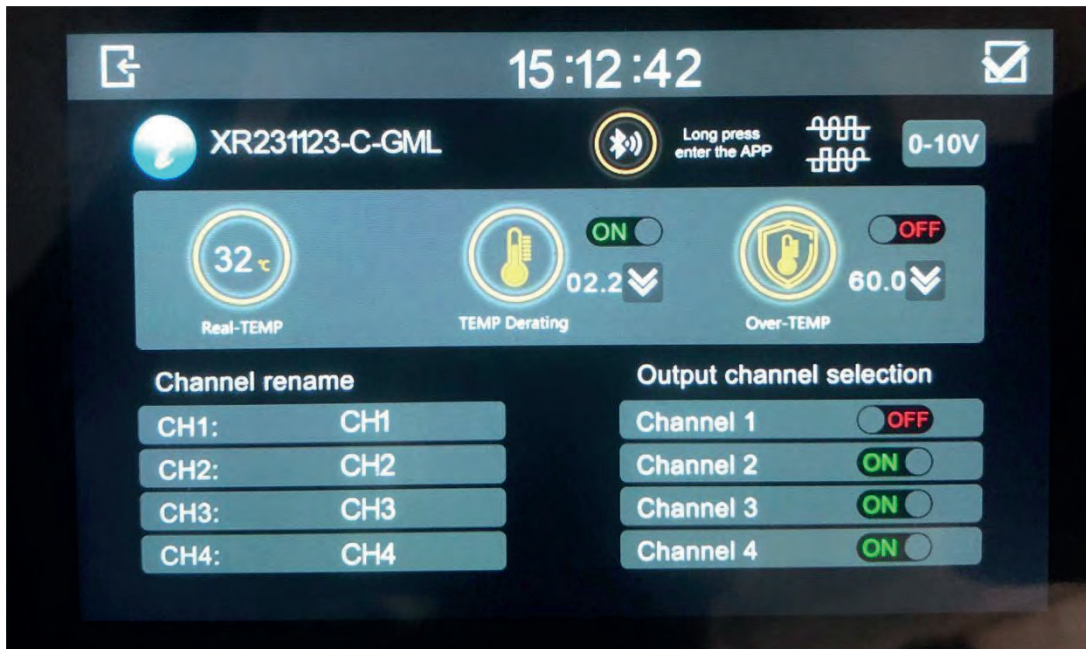 15:12:42
XR231123-C-GML
Long press
enter the APP
0-10V
32 ℃
Real-TEMP
ON
02.2
TEMP Derating
OFF
60.0
Over-TEMP
Channel rename
CH1: CH1
CH2: CH2
CH3: CH3
CH4: CH4
Output channel selection
Channel 1 OFF
Channel 2 ON
Channel 3 ON
Channel 4 ON